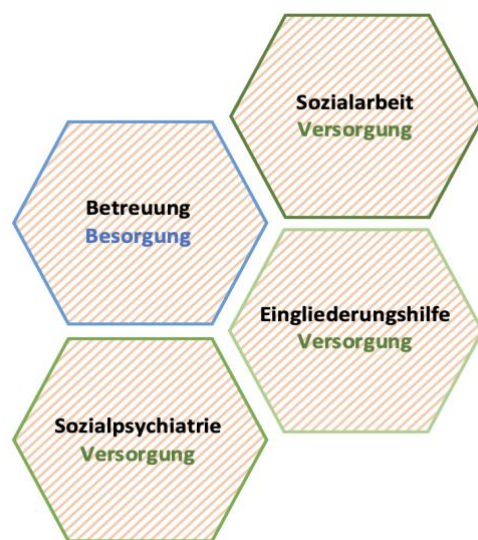 Sozialarbeit
Versorgung
Betreuung
Besorgung
Eingliederungshilfe
Versorgung
Sozialpsychiatrie
Versorgung